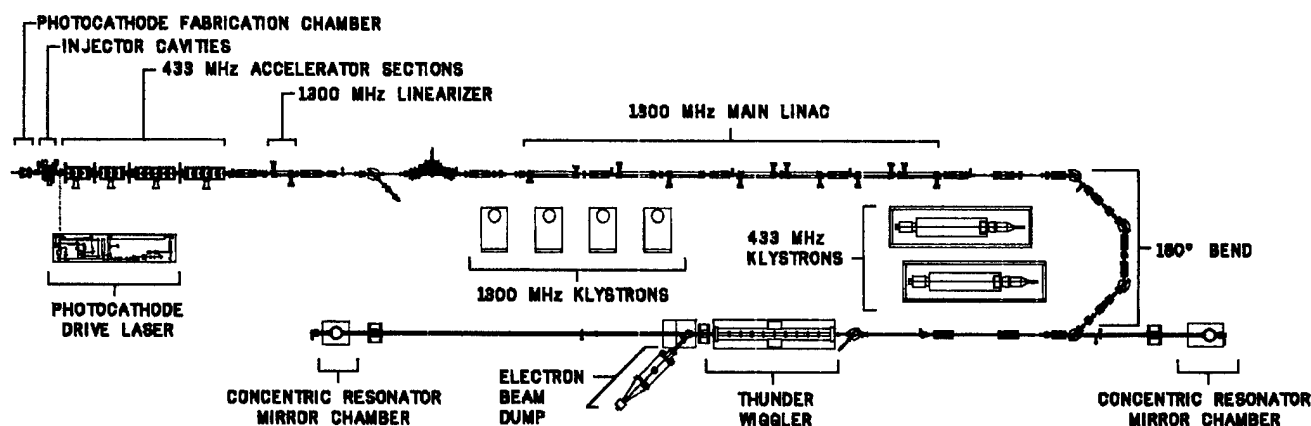 PHOTOCATHODE FABRICATION CHAMBER
INJECTOR CAVITIES
433 MHz ACCELERATOR SECTIONS
1300 MHz LINEARIZER
1300 MHz MAIN LINAC
433 MHz
KLYSTRONS
180° BEND
1300 MHz KLYSTRONS
PHOTOCATHODE
DRIVE LASER
CONCENTRIC RESONATOR
MIRROR CHAMBER
ELECTRON
BEAM
DUMP
THUNDER
WIGGLER
CONCENTRIC RESONATOR
MIRROR CHAMBER